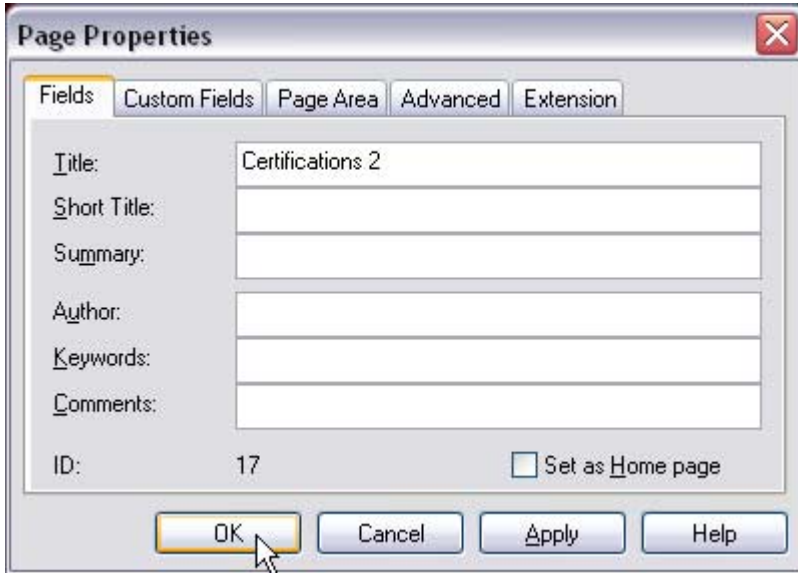 Page Properties
Fields Custom Fields Page Area Advanced Extension
Title: Certifications 2
Short Title:
Summary:
Author:
Keywords:
Comments:
ID: 17 Set as Home page
OK Cancel Apply Help